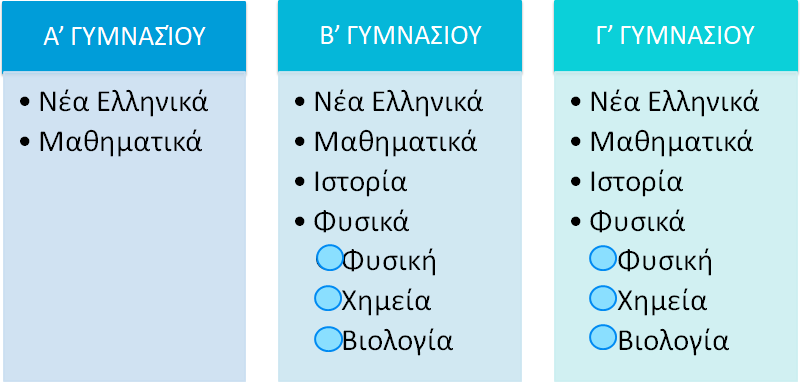 Α’ ΓΥΜΝΑΣΊΟΥ
• Νέα Ελληνικά
• Μαθηματικά
Β’ ΓΥΜΝΑΣΙΟΥ
• Νέα Ελληνικά
• Μαθηματικά
• Ιστορία
• Φυσικά
Φυσική
Χημεία
Βιολογία
Γ’ ΓΥΜΝΑΣΙΟΥ
• Νέα Ελληνικά
• Μαθηματικά
• Ιστορία
• Φυσικά
Φυσική
Χημεία
Βιολογία